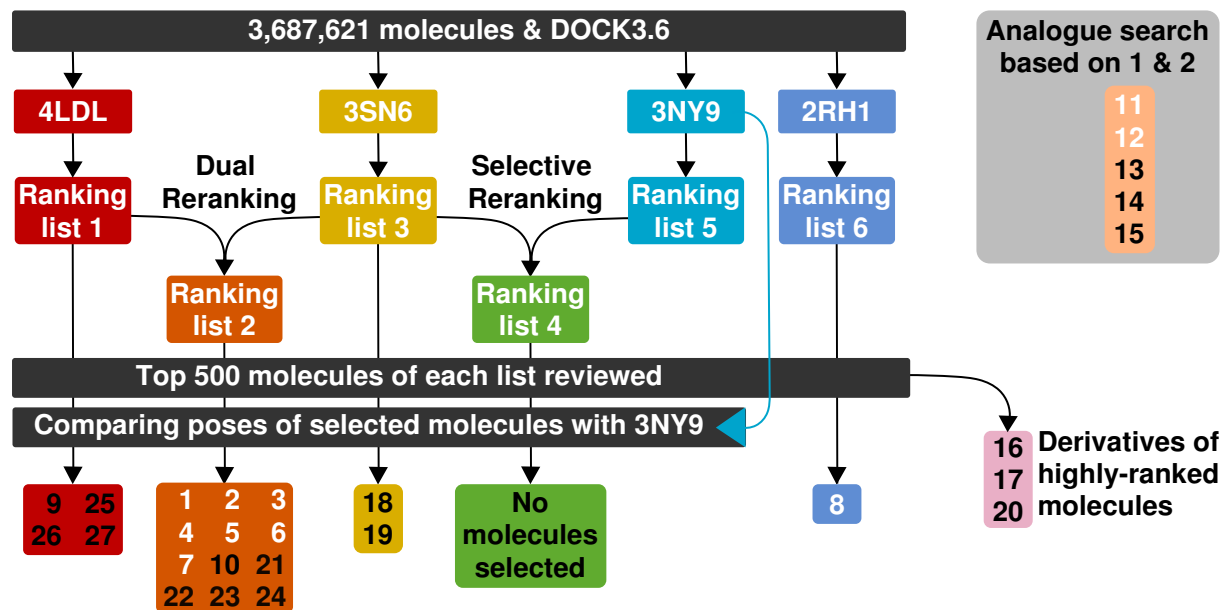 3,687,621 molecules & DOCK3.6
Analogue search
based on 1 & 2
11
12
13
14
15
4LDL
3SN6
3NY9
2RH1
Dual
Reranking
Selective
Reranking
Ranking
list 1
Ranking
list 3
Ranking
list 5
Ranking
list 6
Ranking
list 2
Ranking
list 4
Top 500 molecules of each list reviewed
Comparing poses of selected molecules with 3NY9
9 25
26 27
1 2 3
4 5 6
7 10 21
22 23 24
18
19
No
molecules
selected
8
16
17
20
Derivatives of
highly-ranked
molecules